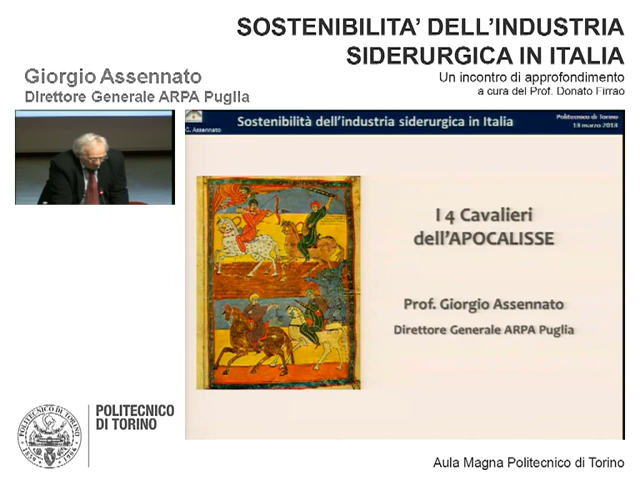 SOSTENIBILITA' DELL'INDUSTRIA
SIDERURGICA IN ITALIA
Un incontro di approfondimento
a cura del Prof. Donato Firrao
Giorgio Assennato
Direttore Generale ARPA Puglia
G. Assennato
Sostenibilità dell'industria siderurgica in Italia
Politecnico di Torino
13 marzo 2013
I 4 Cavalieri
dell'APOCALISSE
Prof. Giorgio Assennato
Direttore Generale ARPA Puglia
POLITECNICO
DI TORINO
Aula Magna Politecnico di Torino